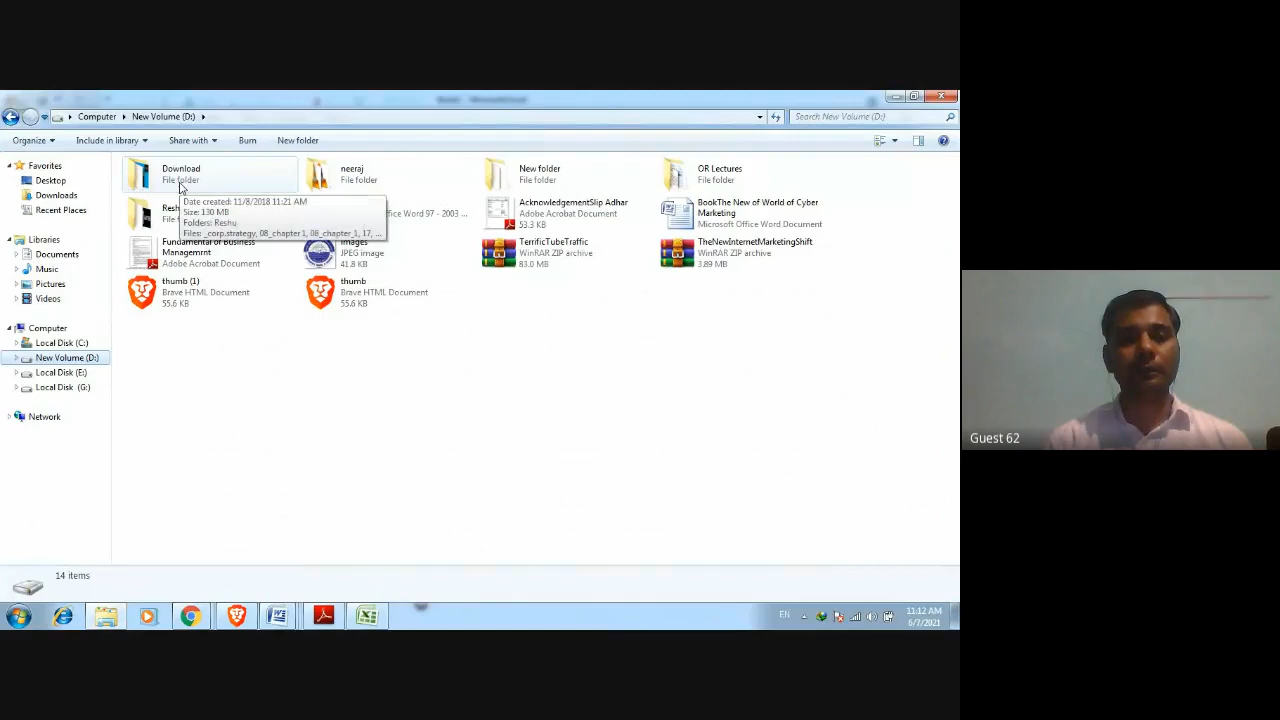 Computer New Volume (D:)
Search New Volume (D:)
Organize Include in library Share with Burn New folder
Favorites
Desktop
Downloads
Recent Places
Libraries
Documents
Music
Pictures
Videos
Computer
Local Disk (C:)
New Volume (D:)
Local Disk (E:)
Local Disk (G:)
Network
Download
File folder
neeraj
File folder
New folder
File folder
OR Lectures
File folder
Date created: 11/8/2018 11:21 AM
Size: 130 MB
Folders: Reshu
Files: _corp.strategy, 08_chapter1, 08_chapter_1, 17, ...
Word 97 - 2003 ...
AcknowledgementSlip Adhar
Adobe Acrobat Document
53.3 KB
BookThe New of World of Cyber
Marketing
Microsoft Office Word Document
Fundamental of Business
Managemrnt
Adobe Acrobat Document
images
JPEG image
41.8 KB
TerrificTubeTraffic
WinRAR ZIP archive
83.0 MB
TheNewInternetMarketingShift
WinRAR ZIP archive
3.89 MB
thumb (1)
Brave HTML Document
55.6 KB
thumb
Brave HTML Document
55.6 KB
14 items
EN
11:12 AM
6/7/2021
Guest 62